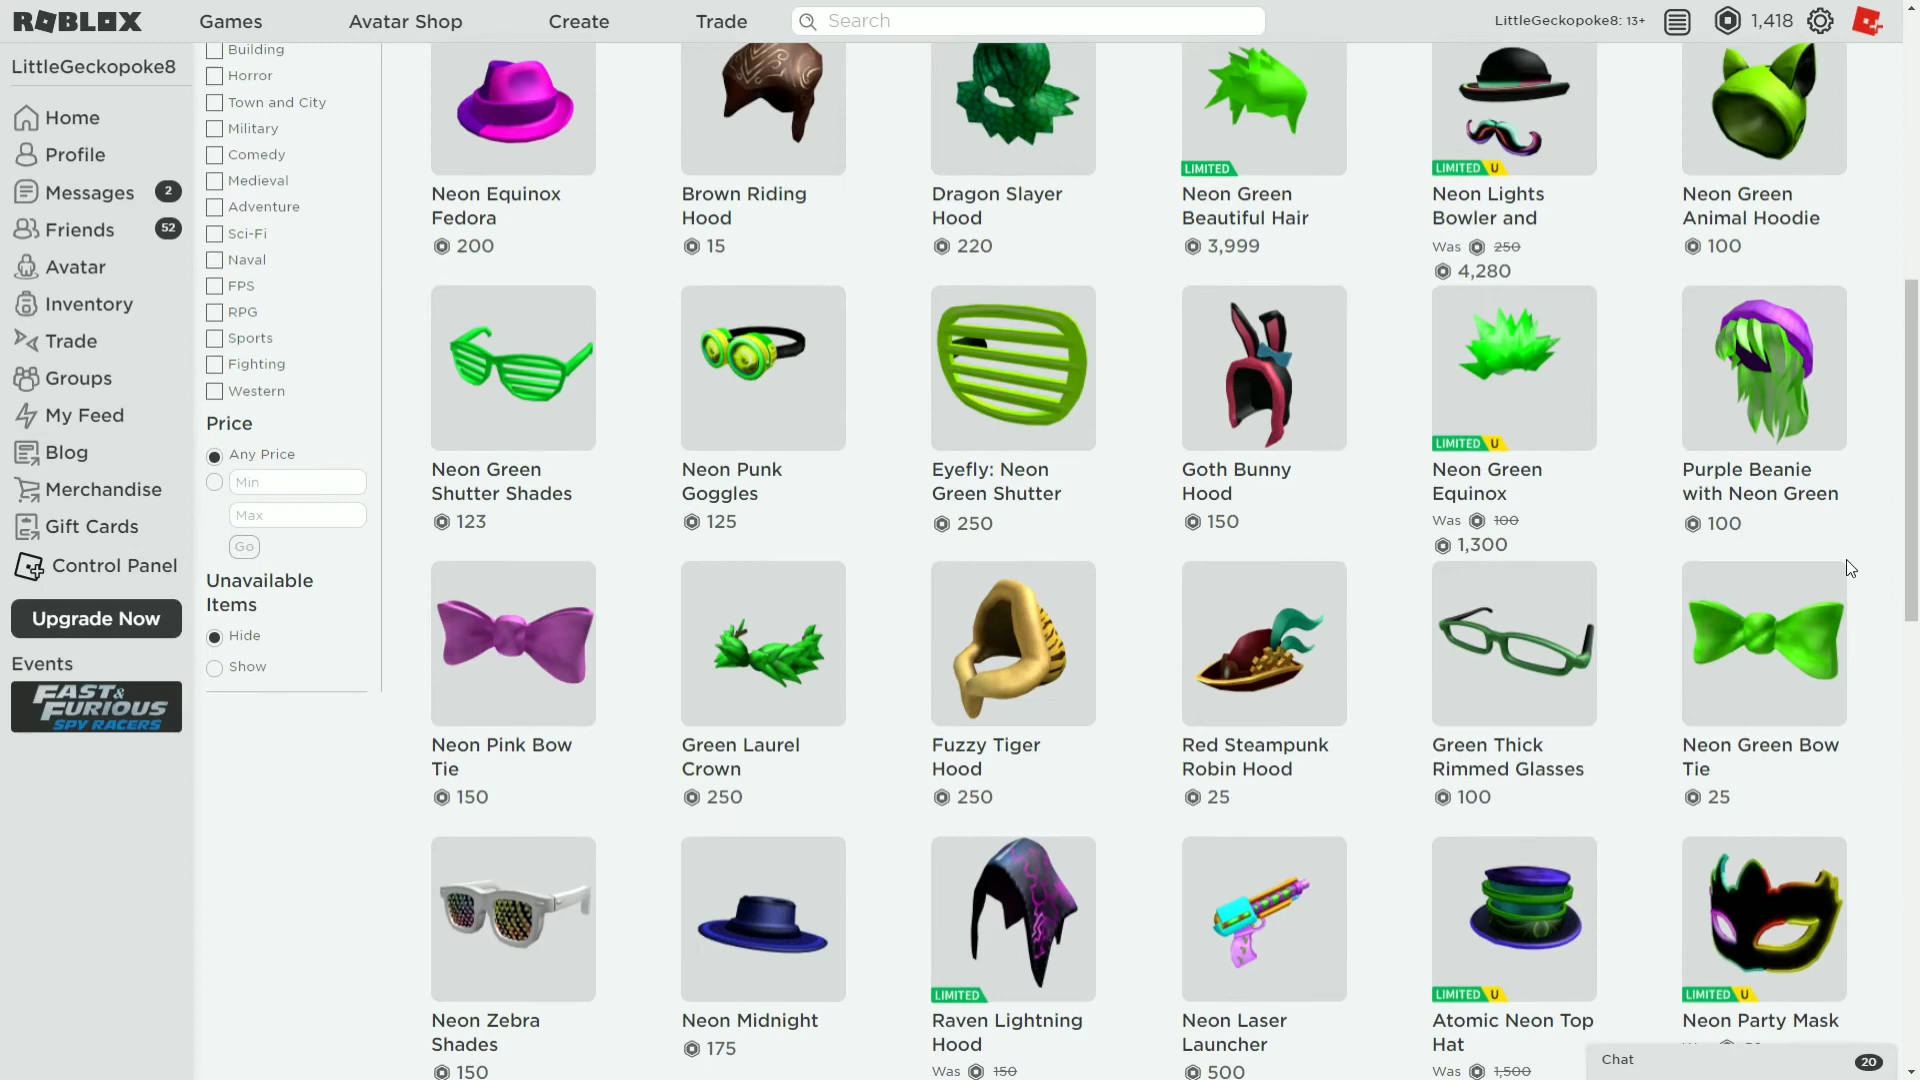 ROBLOX
Games
Avatar Shop
Create
Trade
Search
LittleGeckopoke8: 13+
1,418
LittleGeckopoke8
Home
Profile
Messages 2
Friends 52
Avatar
Inventory
Trade
Groups
My Feed
Blog
Merchandise
Gift Cards
Control Panel
Upgrade Now
Events
FAST &
FURIOUS
SPY RACERS
Building
Horror
Town and City
Military
Comedy
Medieval
Adventure
Sci-Fi
Naval
FPS
RPG
Sports
Fighting
Western
Price
Any Price
Min
Max
Go
Unavailable
Items
Hide
Show
Neon Equinox
Fedora
200
Brown Riding
Hood
15
Dragon Slayer
Hood
220
LIMITED
Neon Green
Beautiful Hair
3,999
LIMITED U
Neon Lights
Bowler and
Was 250
4,280
Neon Green
Animal Hoodie
100
Neon Green
Shutter Shades
123
Neon Punk
Goggles
125
Eyefly: Neon
Green Shutter
250
Goth Bunny
Hood
150
LIMITED U
Neon Green
Equinox
Was 100
1,300
Purple Beanie
with Neon Green
100
Neon Pink Bow
Tie
150
Green Laurel
Crown
250
Fuzzy Tiger
Hood
250
Red Steampunk
Robin Hood
25
Green Thick
Rimmed Glasses
100
Neon Green Bow
Tie
25
Neon Zebra
Shades
150
Neon Midnight
175
LIMITED
Raven Lightning
Hood
Was 150
Neon Laser
Launcher
500
LIMITED U
Atomic Neon Top
Hat
Was 1,500
LIMITED U
Neon Party Mask
Chat
20